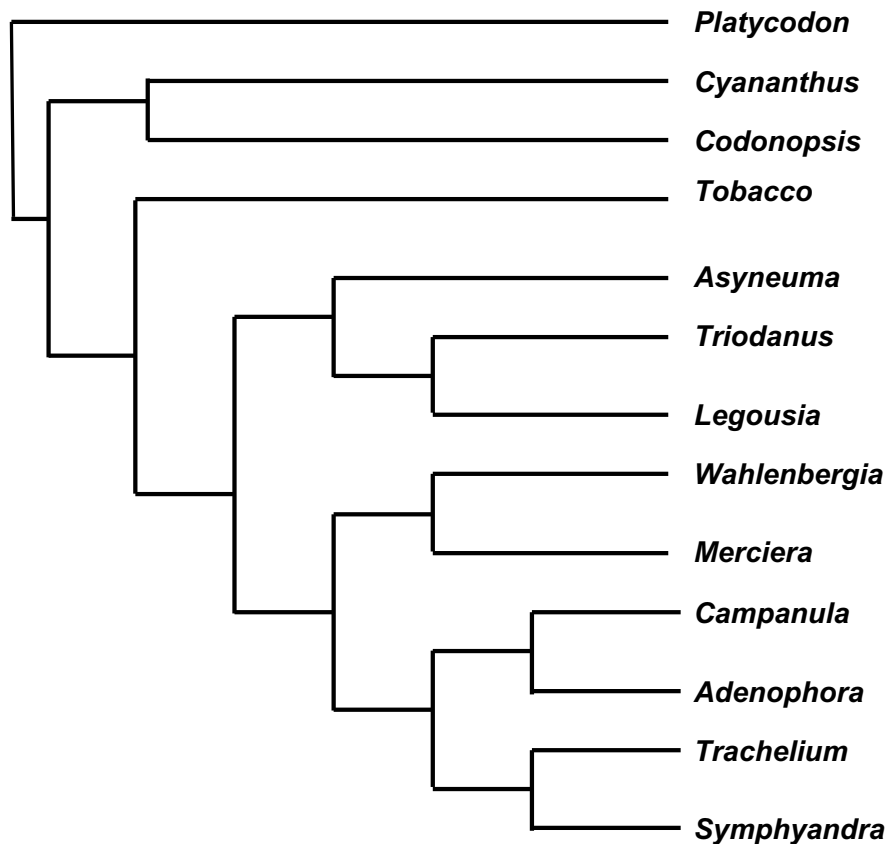 Platycodon
Cyananthus
Codonopsis
Tobacco
Asyneuma
Triodanus
Legousia
Wahlenbergia
Merciera
Campanula
Adenophora
Trachelium
Symphyandra